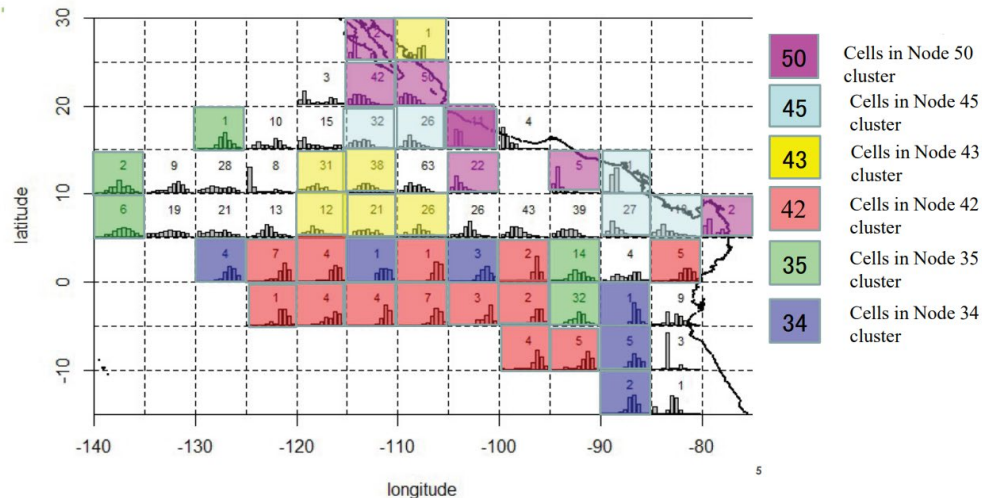 30
2 1
50 Cells in Node 50
cluster
3 42 50
20
45 Cells in Node 45
cluster
1 10 15 32 26 11 4
43 Cells in Node 43
cluster
2 9 28 8 31 38 63 22 5
10
latitude
42 Cells in Node 42
cluster
6 19 21 13 12 21 26 26 43 39 27 2
35 Cells in Node 35
cluster
4 7 4 1 1 3 2 14 4 5
0
34 Cells in Node 34
cluster
1 4 4 7 3 2 32 1 9
4 5 5 3
-10
2 1
-140 -130 -120 -110 -100 -90 -80
5
longitude